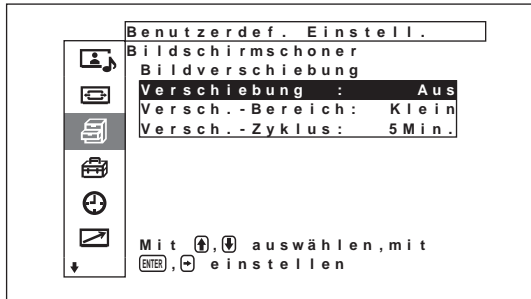 Benutzerdef. Einstell.
Bildschirmschoner
Bildverschiebung
Verschiebung : Aus
Versch.-Bereich: Klein
Versch.-Zyklus: 5Min.
Mit ↑,↓ auswählen,mit
ENTER,→ einstellen